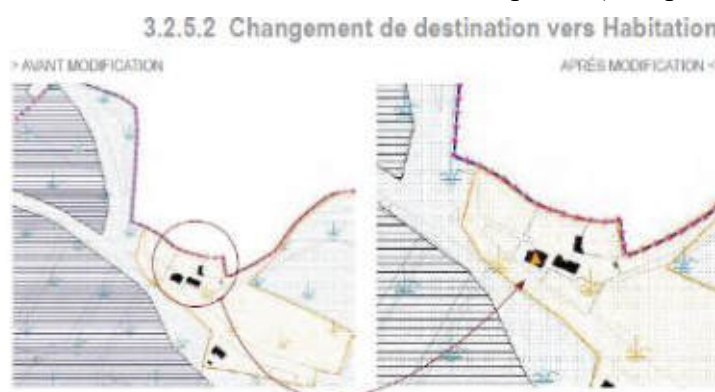 3.2.5.2 Changement de destination vers Habitation
> AVANT MODIFICATION
APRÈS MODIFICATION <